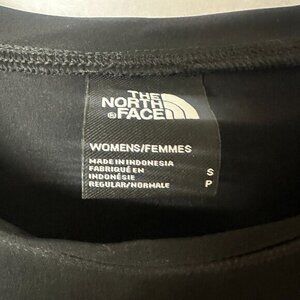 THE
NORTH
FACE
WOMENS/FEMMES
MADE IN INDONESIA
FABRIQUÉ EN
INDONÉSIE
REGULAR/NORMALE
S
P